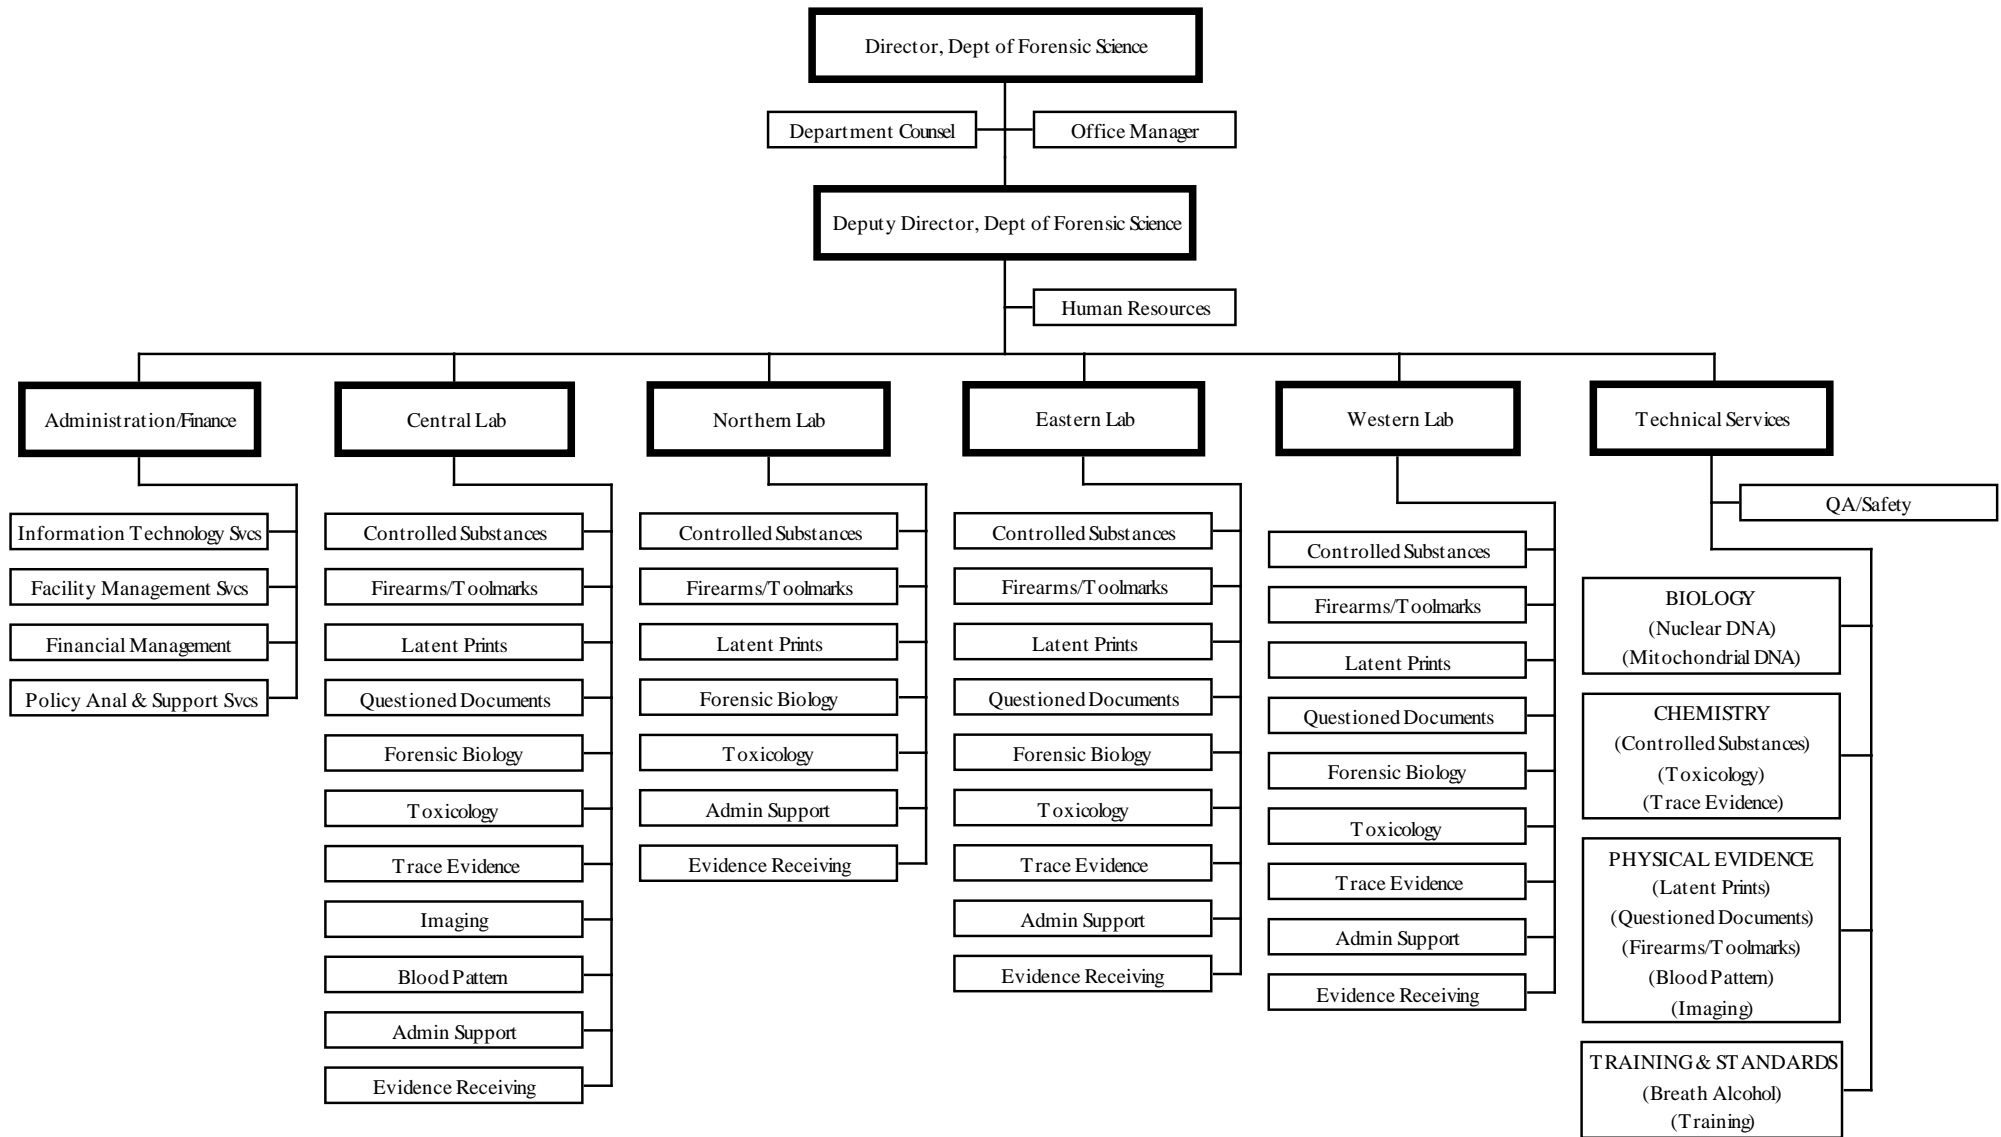 Director, Dept of Forensic Science
Department Counsel
Office Manager
Deputy Director, Dept of Forensic Science
Human Resources
Administration/Finance
Information Technology Svcs
Facility Management Svcs
Financial Management
Policy Anal & Support Svcs
Central Lab
Controlled Substances
Firearms/Toolmarks
Latent Prints
Questioned Documents
Forensic Biology
Toxicology
Trace Evidence
Imaging
Blood Pattern
Admin Support
Evidence Receiving
Northern Lab
Controlled Substances
Firearms/Toolmarks
Latent Prints
Forensic Biology
Toxicology
Admin Support
Evidence Receiving
Eastern Lab
Controlled Substances
Firearms/Toolmarks
Latent Prints
Questioned Documents
Forensic Biology
Toxicology
Trace Evidence
Admin Support
Evidence Receiving
Western Lab
Controlled Substances
Firearms/Toolmarks
Latent Prints
Questioned Documents
Forensic Biology
Toxicology
Trace Evidence
Admin Support
Evidence Receiving
Technical Services
QA/Safety
BIOLOGY
(Nuclear DNA)
(Mitochondrial DNA)
CHEMISTRY
(Controlled Substances)
(Toxicology)
(Trace Evidence)
PHYSICAL EVIDENCE
(Latent Prints)
(Questioned Documents)
(Firearms/Toolmarks)
(Blood Pattern)
(Imaging)
TRAINING & STANDARDS
(Breath Alcohol)
(Training)